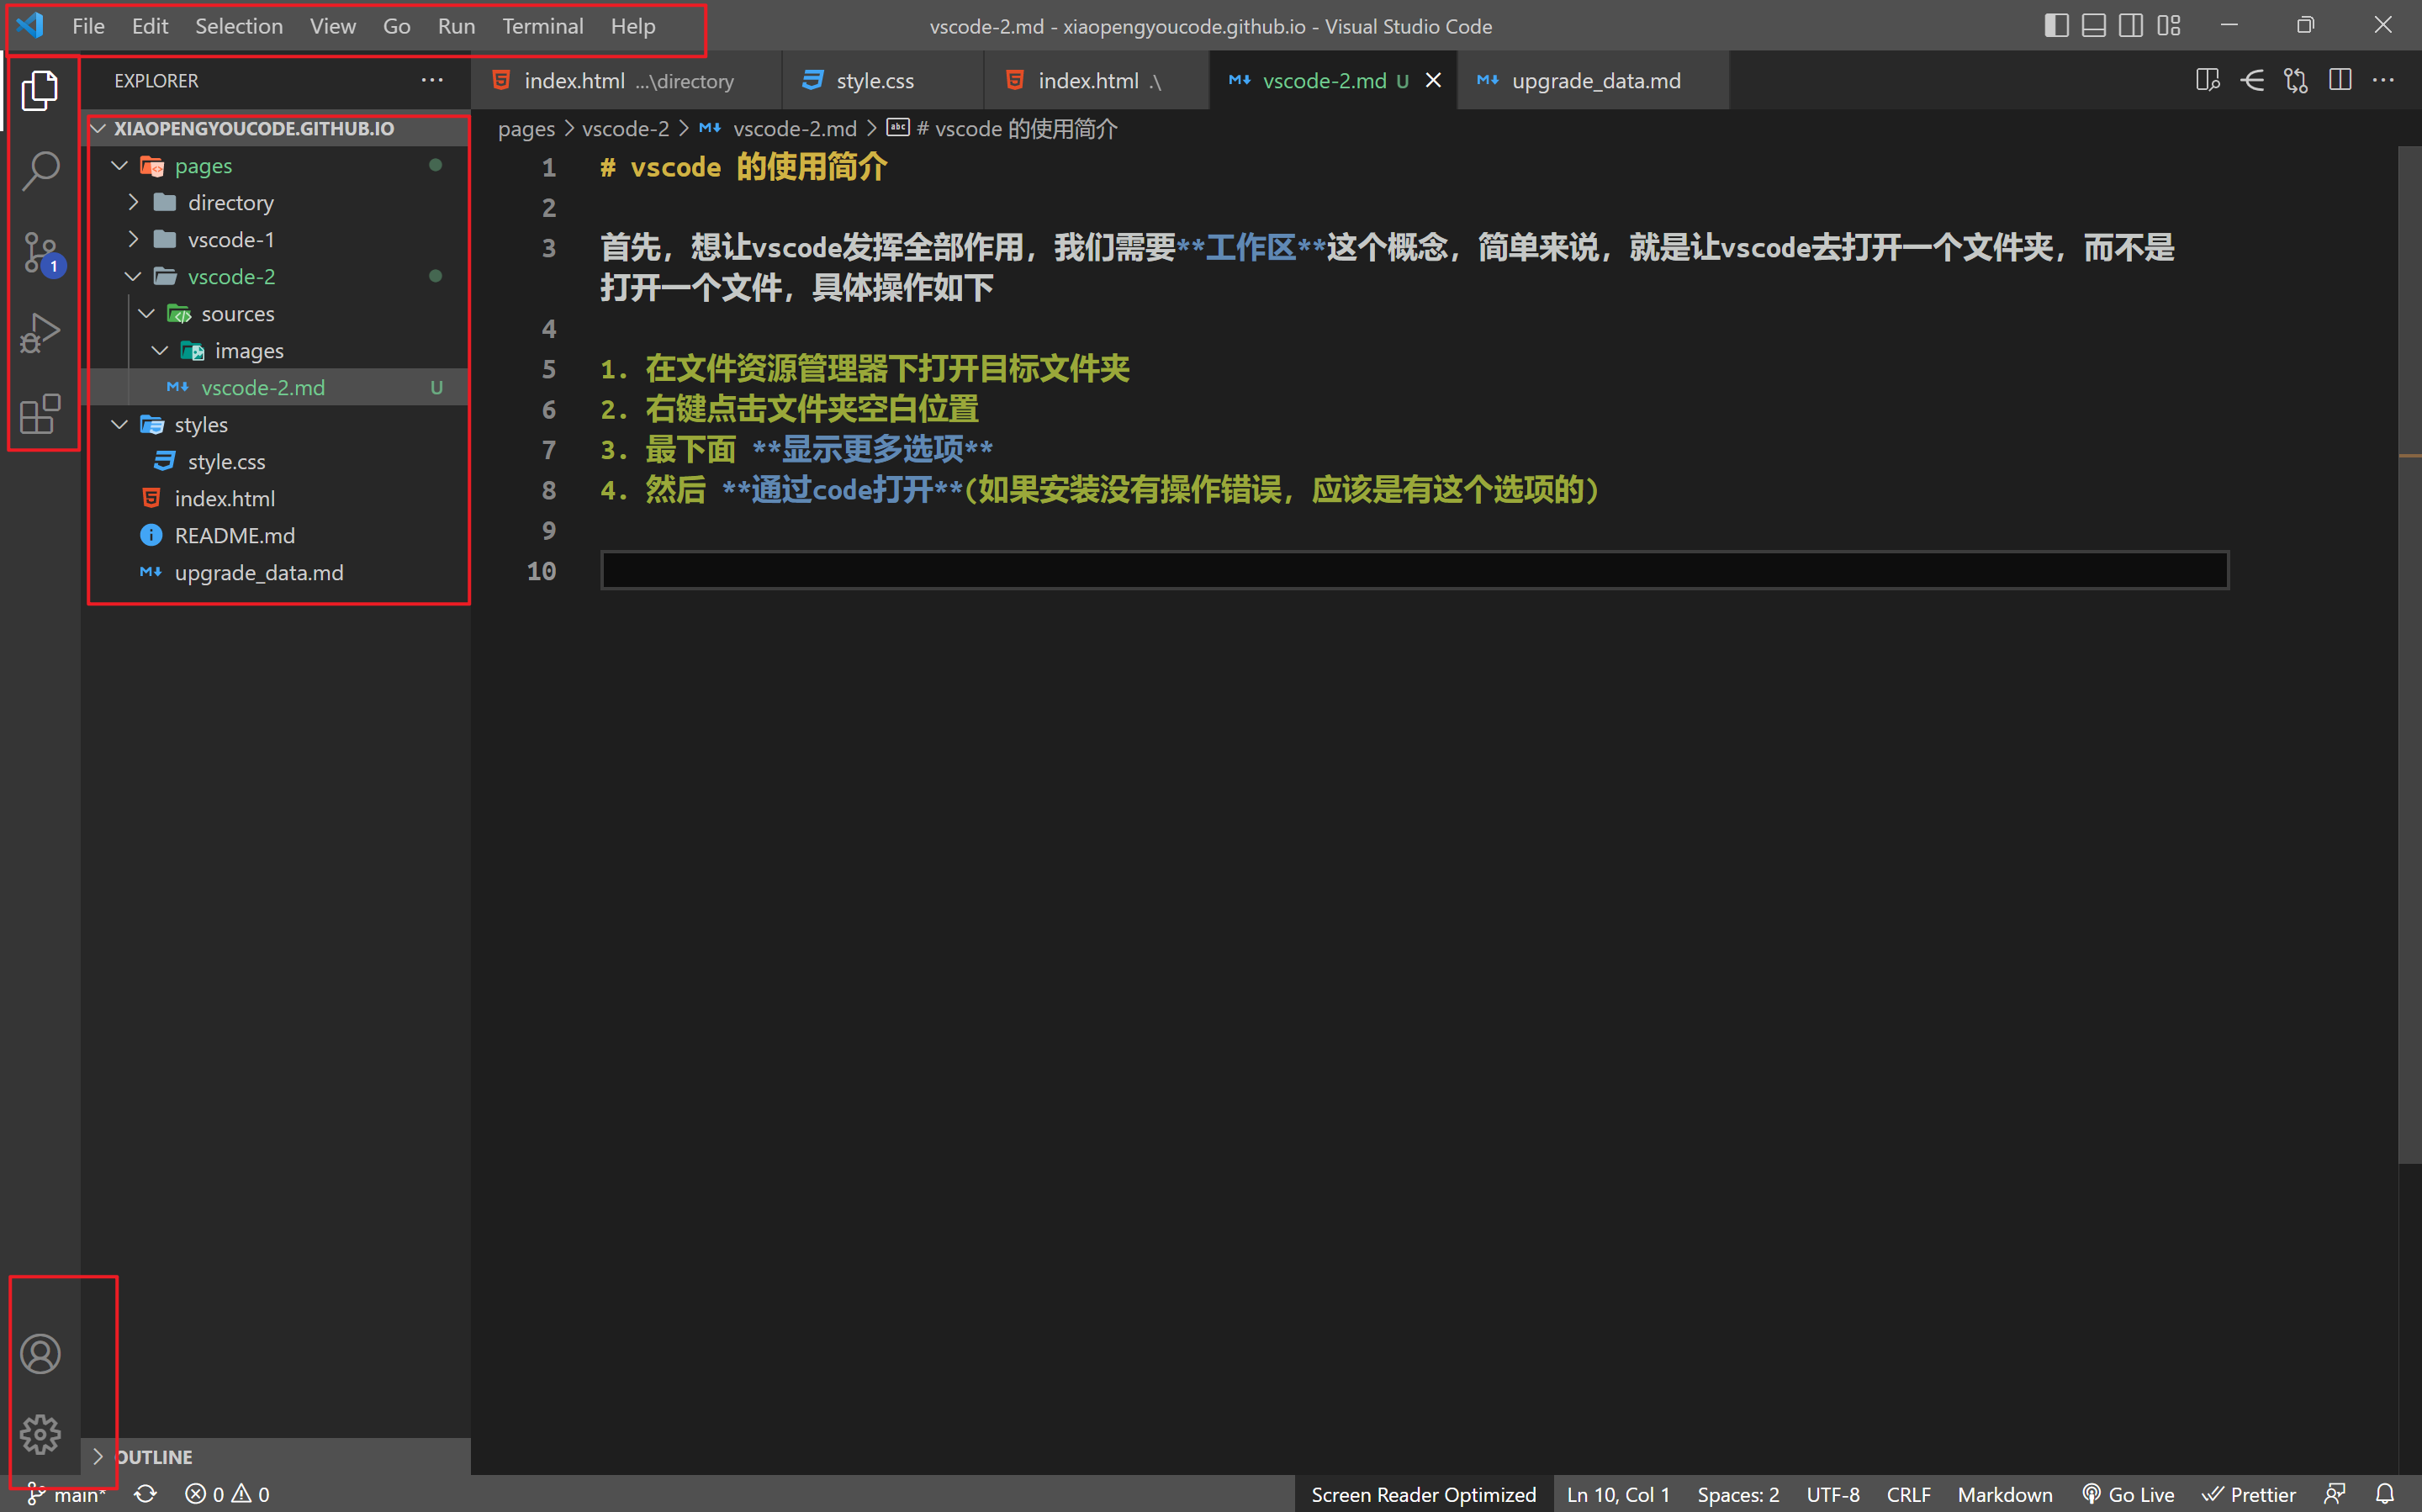 File Edit Selection View Go Run Terminal Help
vscode-2.md - xiaopengyoucode.github.io - Visual Studio Code
EXPLORER
index.html ...\directory
style.css
index.html .\
vscode-2.md U
upgrade_data.md
XIAOPENGYOUCODE.GITHUB.IO
pages
directory
vscode-1
vscode-2
sources
images
vscode-2.md U
styles
style.css
index.html
README.md
upgrade_data.md
1
pages > vscode-2 > vscode-2.md > # vscode 的使用简介
1 # vscode 的使用简介
2
3 首先，想让vscode发挥全部作用，我们需要**工作区**这个概念，简单来说，就是让vscode去打开一个文件夹，而不是
打开一个文件，具体操作如下
4
5 1. 在文件资源管理器下打开目标文件夹
6 2. 右键点击文件夹空白位置
7 3. 最下面 **显示更多选项**
8 4. 然后 **通过code打开**(如果安装没有操作错误，应该是有这个选项的)
9
10
OUTLINE
main* 0 0
Screen Reader Optimized Ln 10, Col 1 Spaces: 2 UTF-8 CRLF Markdown Go Live Prettier